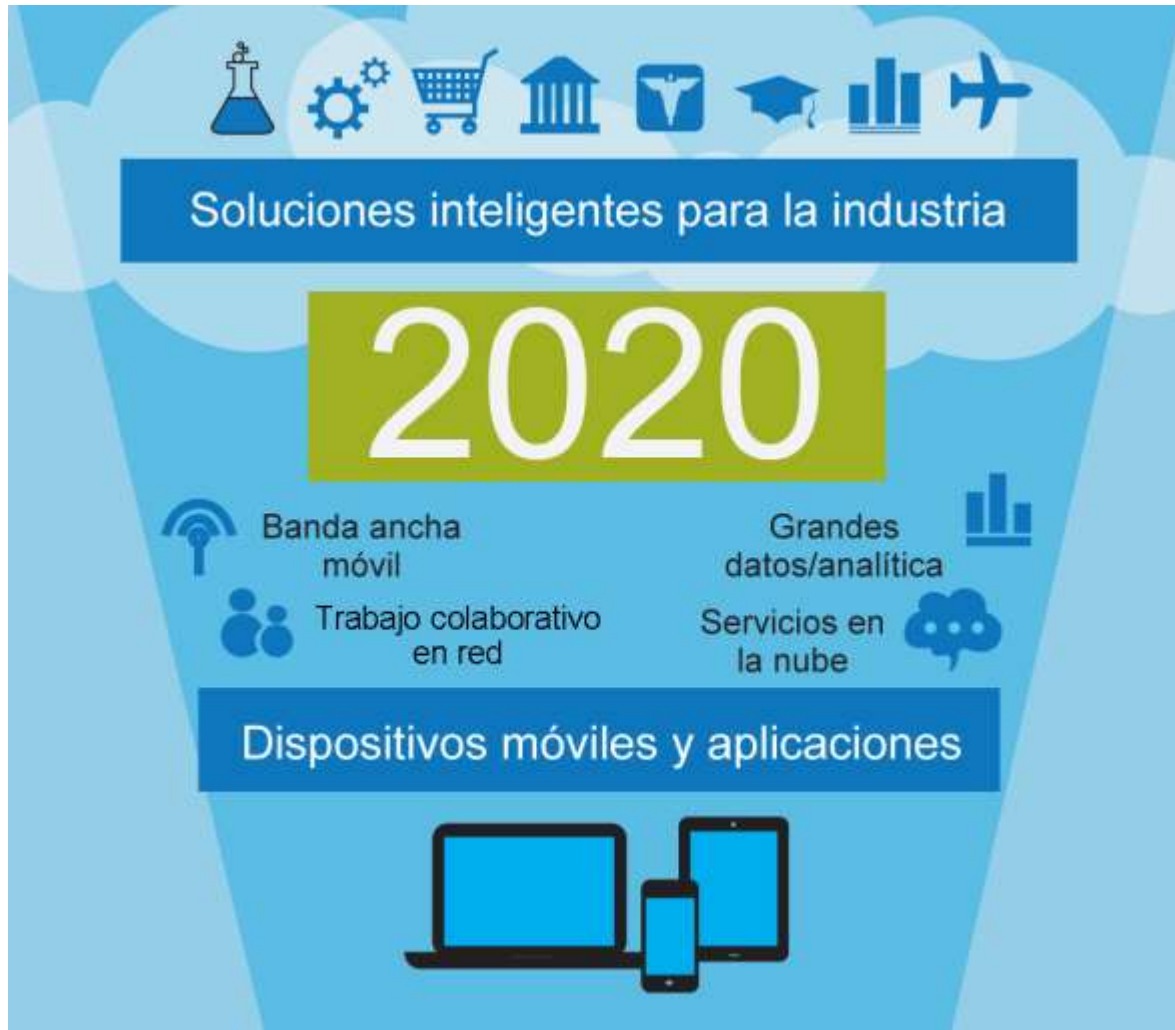 Soluciones inteligentes para la industria
2020
Banda ancha
móvil
Grandes
datos/analítica
Trabajo colaborativo
en red
Servicios en
la nube
Dispositivos móviles y aplicaciones